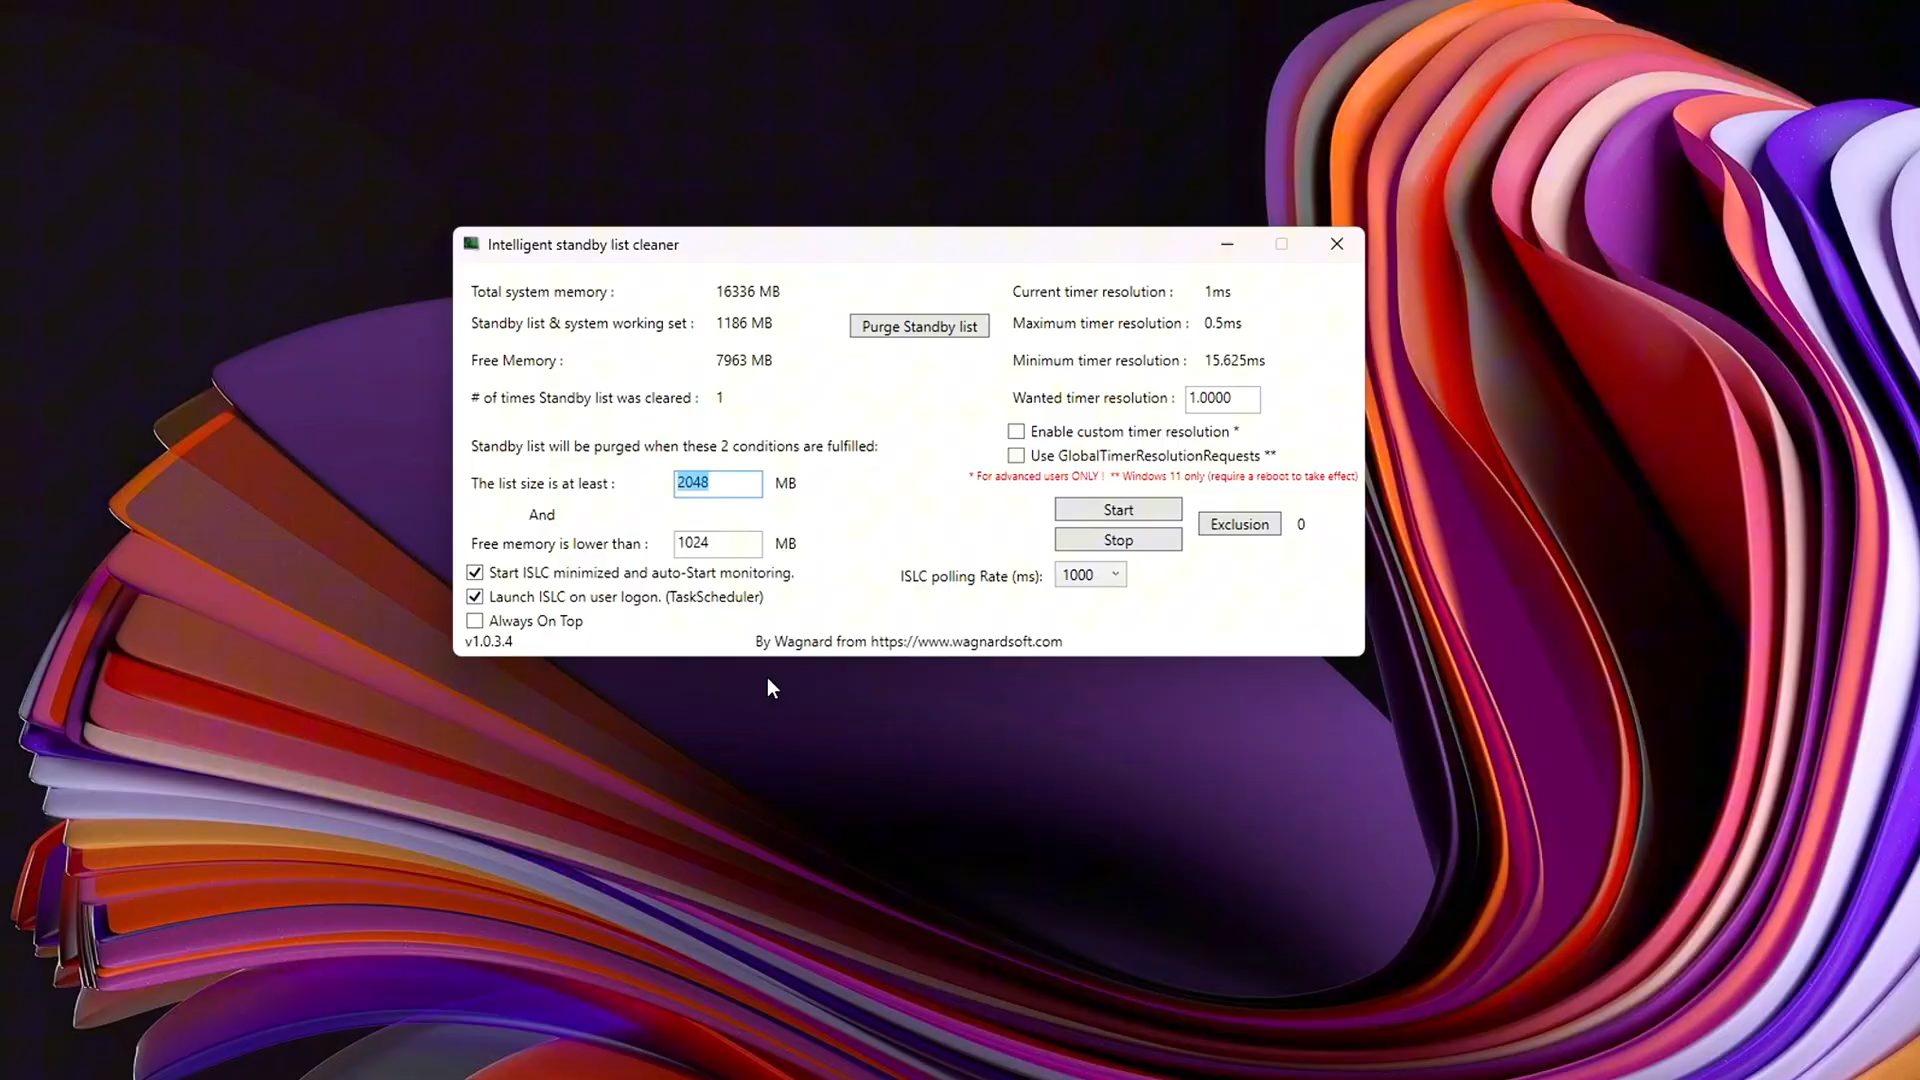 Intelligent standby list cleaner
Total system memory : 16336 MB
Standby list & system working set : 1186 MB
Purge Standby list
Free Memory : 7963 MB
# of times Standby list was cleared : 1
Current timer resolution : 1ms
Maximum timer resolution : 0.5ms
Minimum timer resolution : 15.625ms
Wanted timer resolution : 1.0000
Enable custom timer resolution *
Use GlobalTimerResolutionRequests **
* For advanced users ONLY ! ** Windows 11 only (require a reboot to take effect)
Standby list will be purged when these 2 conditions are fulfilled:
The list size is at least : 2048 MB
And
Free memory is lower than : 1024 MB
Start
Stop
Exclusion 0
Start ISLC minimized and auto-Start monitoring.
ISLC polling Rate (ms): 1000
Launch ISLC on user logon. (TaskScheduler)
Always On Top
v1.0.3.4
By Wagnard from https://www.wagnardsoft.com